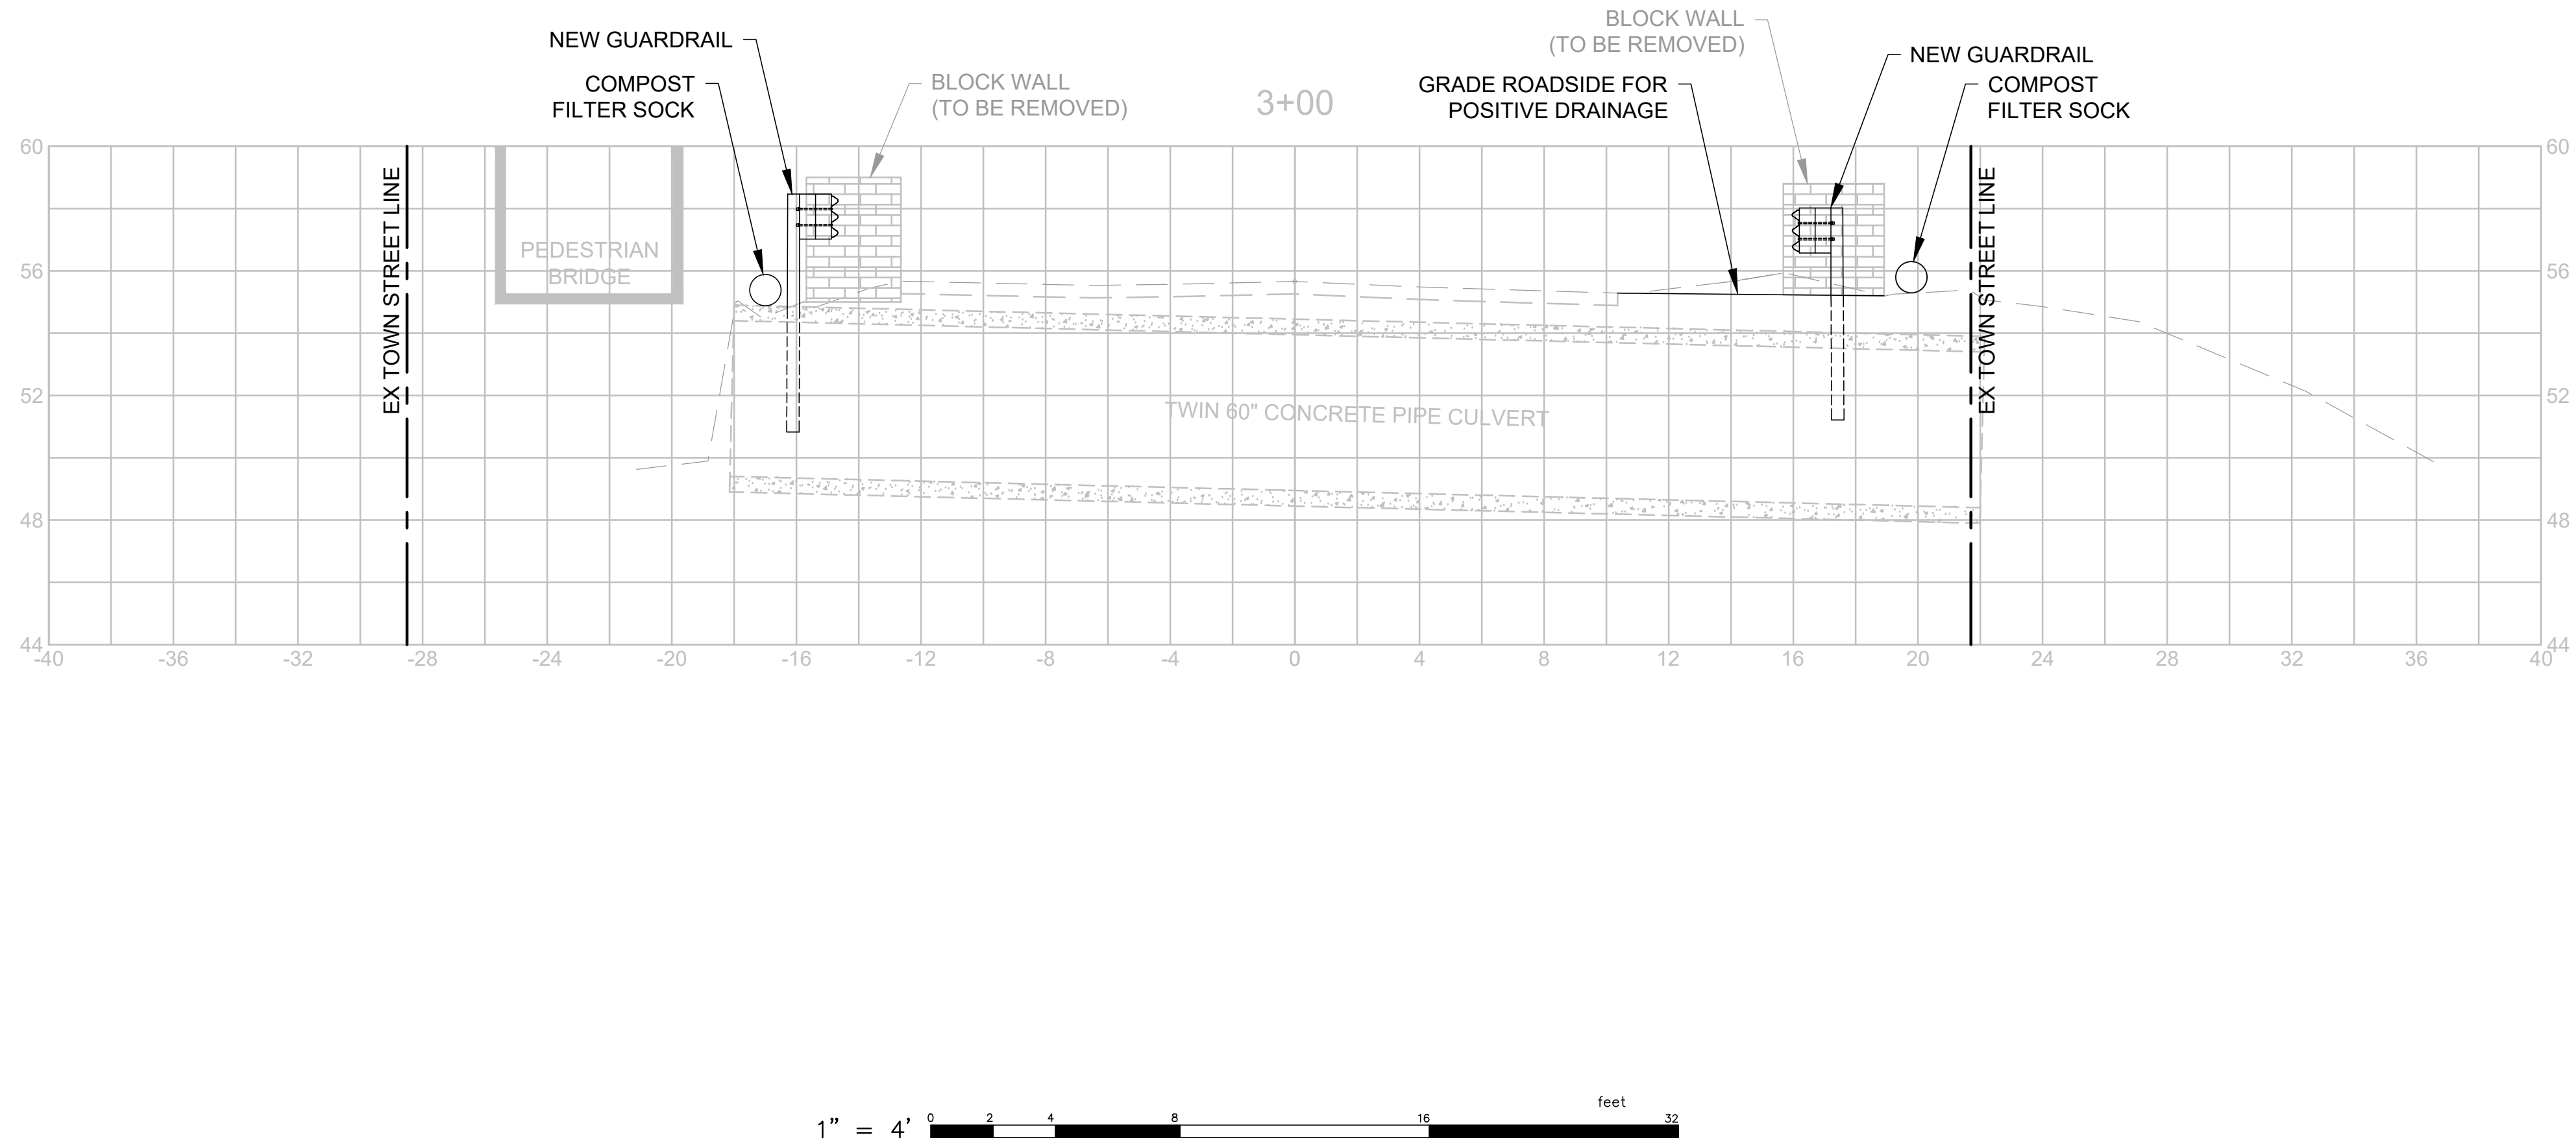 BLOCK WALL
(TO BE REMOVED)
NEW GUARDRAIL
NEW GUARDRAIL
COMPOST
FILTER SOCK
BLOCK WALL
(TO BE REMOVED)
3+00
GRADE ROADSIDE FOR
POSITIVE DRAINAGE
COMPOST
FILTER SOCK
60
60
EX TOWN STREET LINE
PEDESTRIAN
BRIDGE
EX TOWN STREET LINE
56
56
52
52
TWIN 60" CONCRETE PIPE CULVERT
48
48
44
44
-40 -36 -32 -28 -24 -20 -16 -12 -8 -4 0 4 8 12 16 20 24 28 32 36 40
feet
1" = 4'
0 2 4 8 16 32